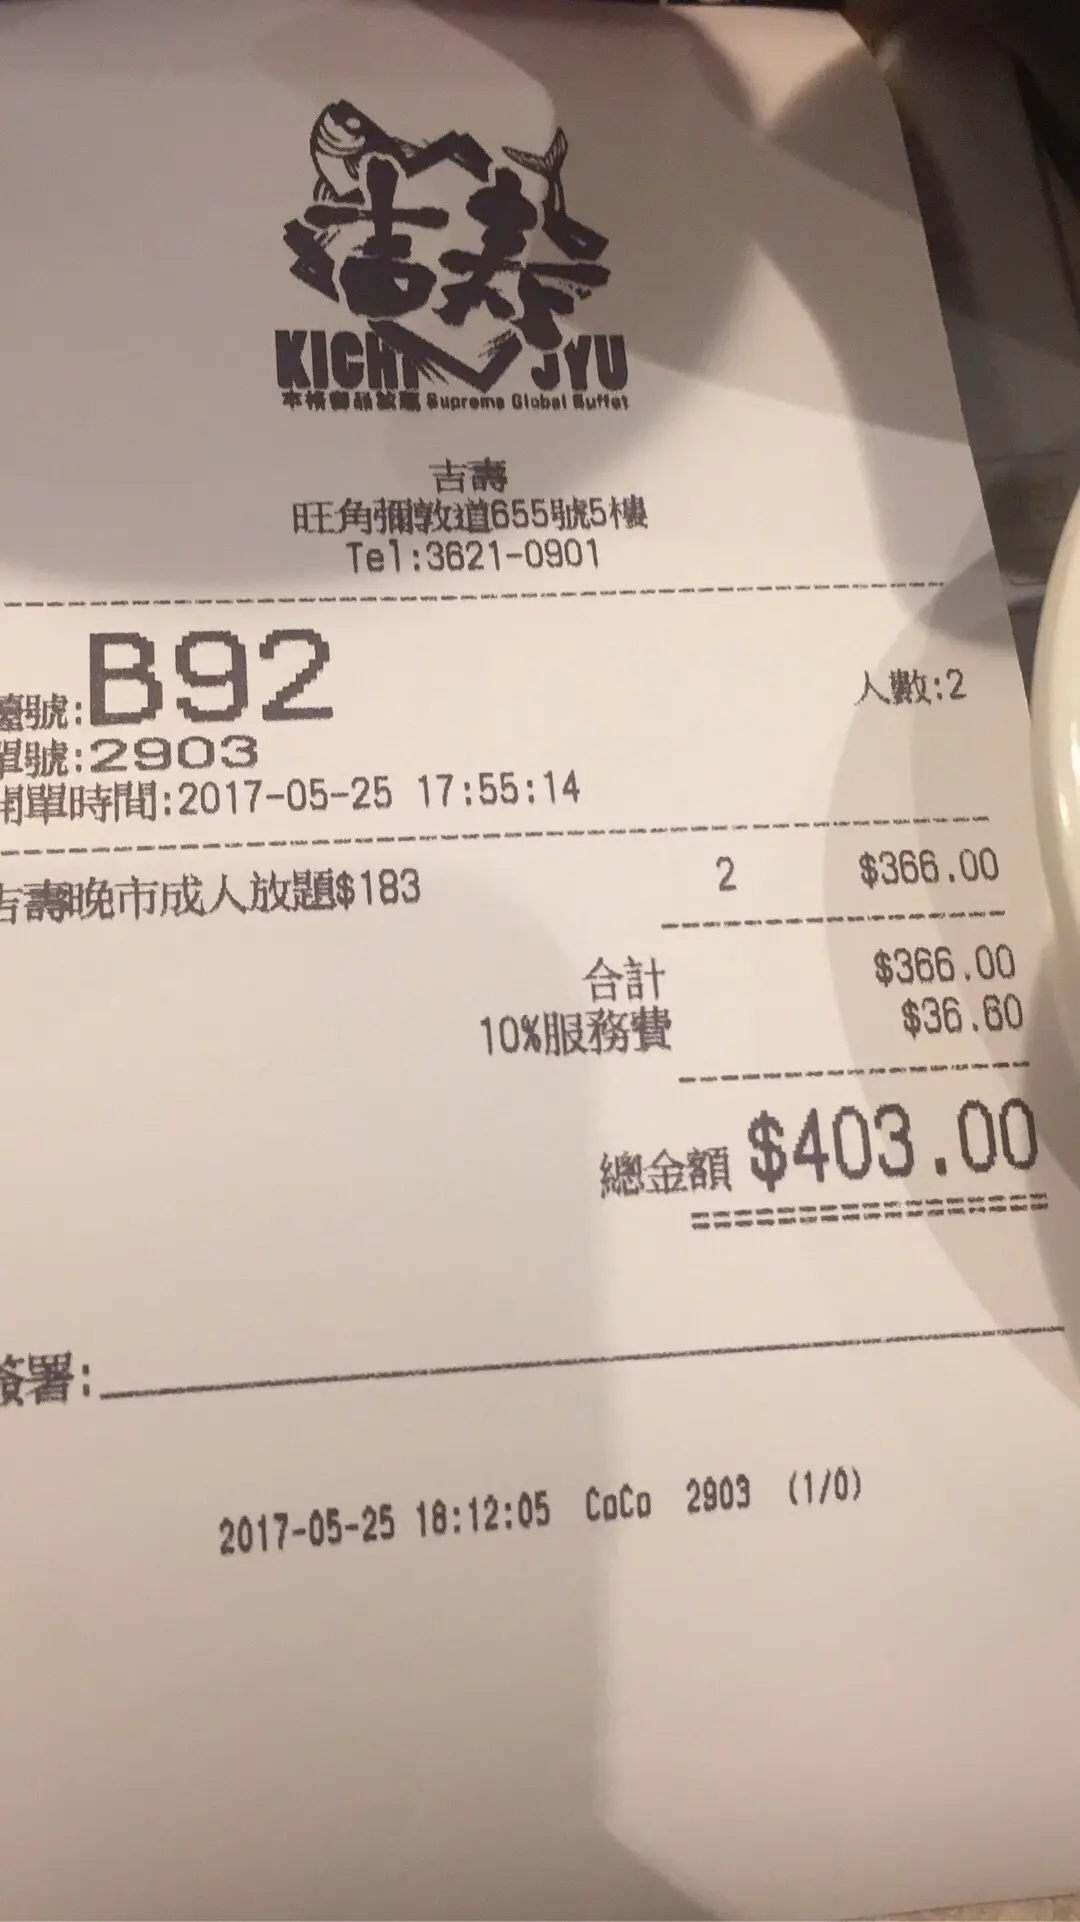 吉壽
KICHI JYU
本格御品放題 Supreme Global Buffet
吉壽
旺角彌敦道655號5樓
Tel:3621-0901
檯號:B92 人數:2
單號:2903
開單時間:2017-05-25 17:55:14
吉壽晚市成人放題$183 2 $366.00
合計 $366.00
10%服務費 $36.60
總金額 $403.00
簽署:
2017-05-25 18:12:05 CoCo 2903 (1/0)